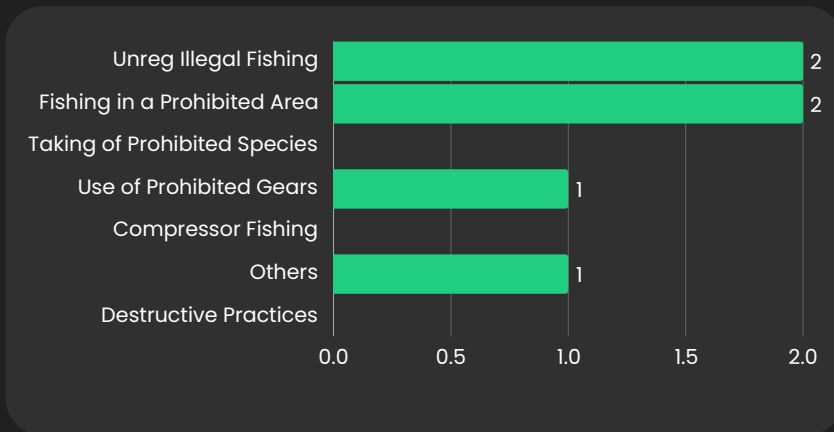 Unreg Illegal Fishing
2
Fishing in a Prohibited Area
2
Taking of Prohibited Species
Use of Prohibited Gears
1
Compressor Fishing
Others
1
Destructive Practices
0.0 0.5 1.0 1.5 2.0